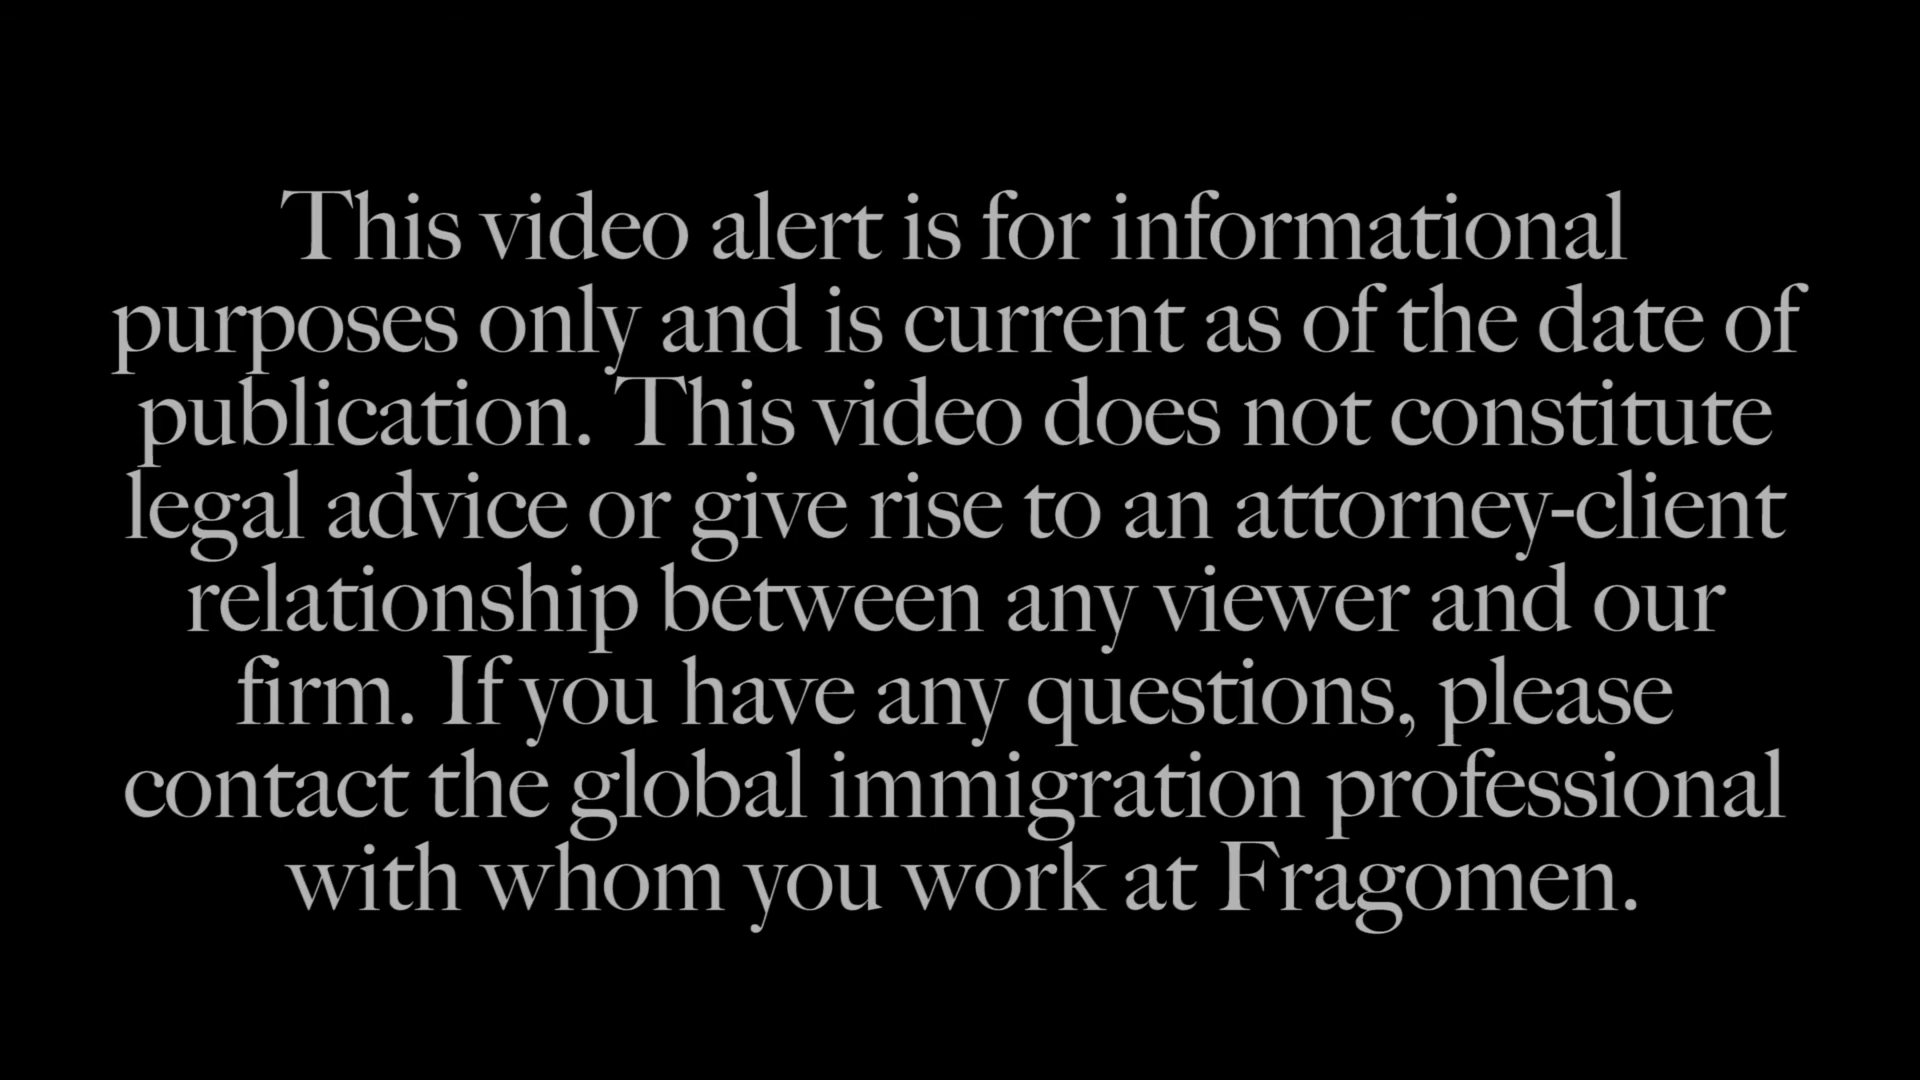 This video alert is for informational
purposes only and is current as of the date of
publication. This video does not constitute
legal advice or give rise to an attorney-client
relationship between any viewer and our
firm. If you have any questions, please
contact the global immigration professional
with whom you work at Fragomen.